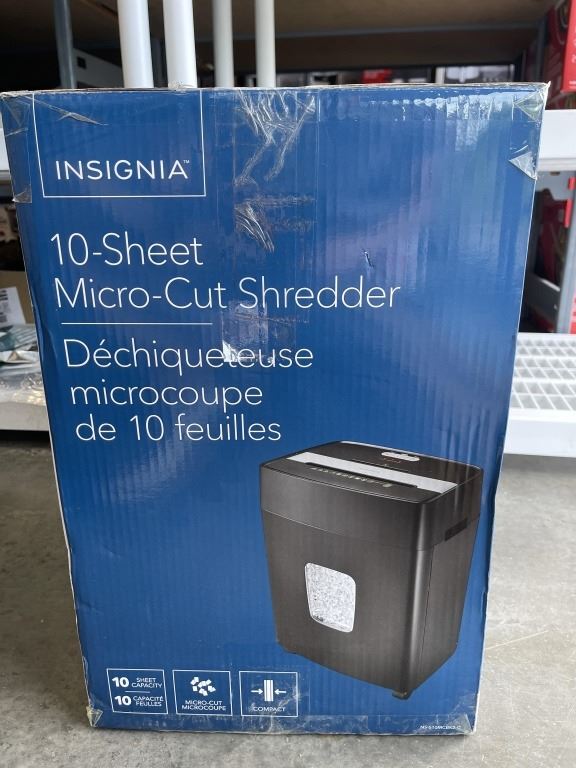 INSIGNIA™
10-Sheet
Micro-Cut Shredder
Déchiqueteuse
microcoupe
de 10 feuilles
10 SHEET CAPACITY
10 CAPACITÉ FEUILLES
MICRO-CUT
MICROCOUPE
COMPACT